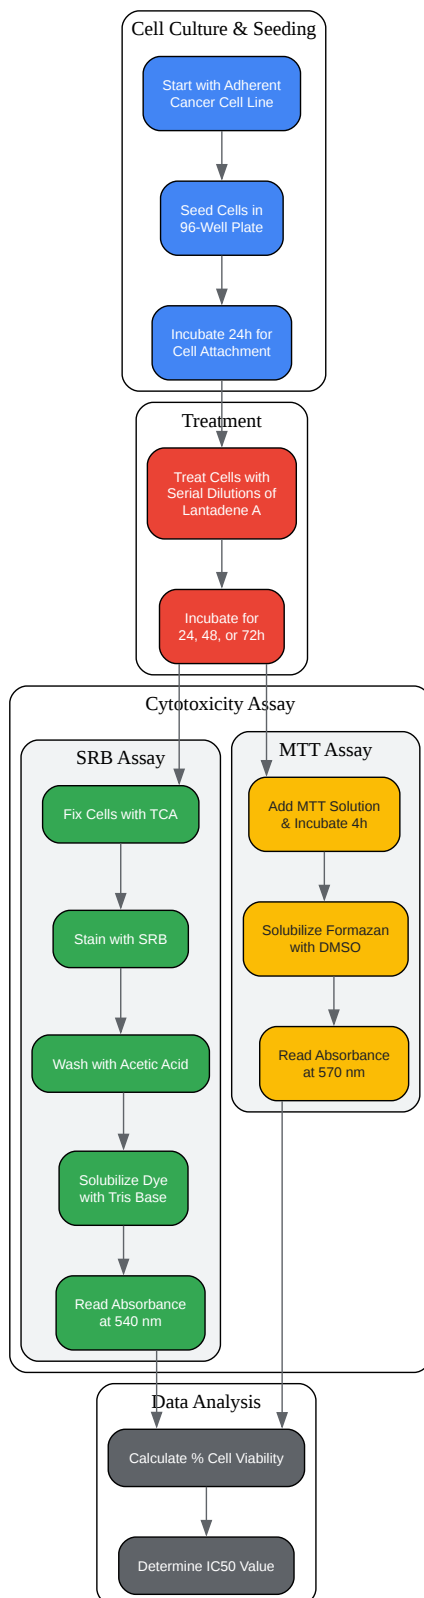 Cell Culture & Seeding
Start with Adherent
Cancer Cell Line
Seed Cells in
96-Well Plate
Incubate 24h for
Cell Attachment
Treatment
Treat Cells with
Serial Dilutions of
Lantadene A
Incubate for
24, 48, or 72h
Cytotoxicity Assay
SRB Assay
Fix Cells with TCA
Stain with SRB
Wash with Acetic Acid
Solubilize Dye
with Tris Base
Read Absorbance
at 540 nm
MTT Assay
Add MTT Solution
& Incubate 4h
Solubilize Formazan
with DMSO
Read Absorbance
at 570 nm
Data Analysis
Calculate % Cell Viability
Determine IC50 Value